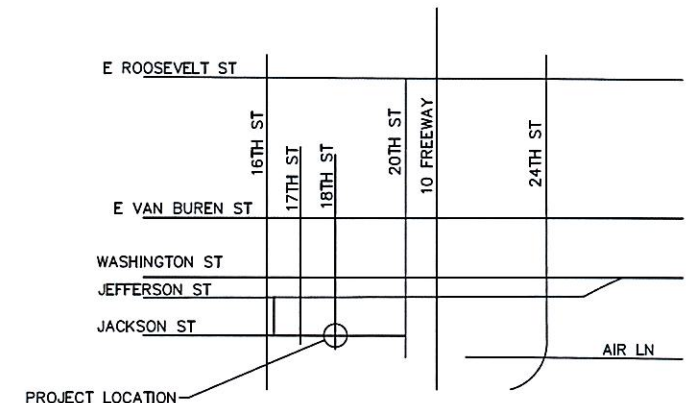 E ROOSEVELT ST
16TH ST
17TH ST
18TH ST
20TH ST
10 FREEWAY
24TH ST
E VAN BUREN ST
WASHINGTON ST
JEFFERSON ST
JACKSON ST
AIR LN
PROJECT LOCATION